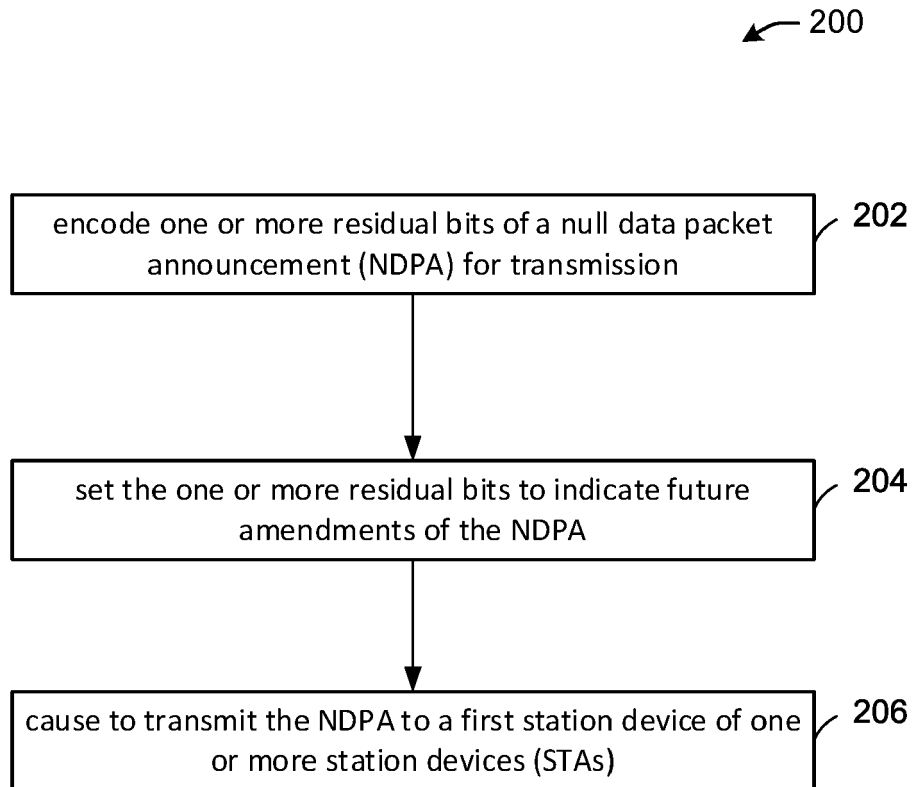 200
encode one or more residual bits of a null data packet
announcement (NDPA) for transmission
202
set the one or more residual bits to indicate future
amendments of the NDPA
204
cause to transmit the NDPA to a first station device of one
or more station devices (STAs)
206